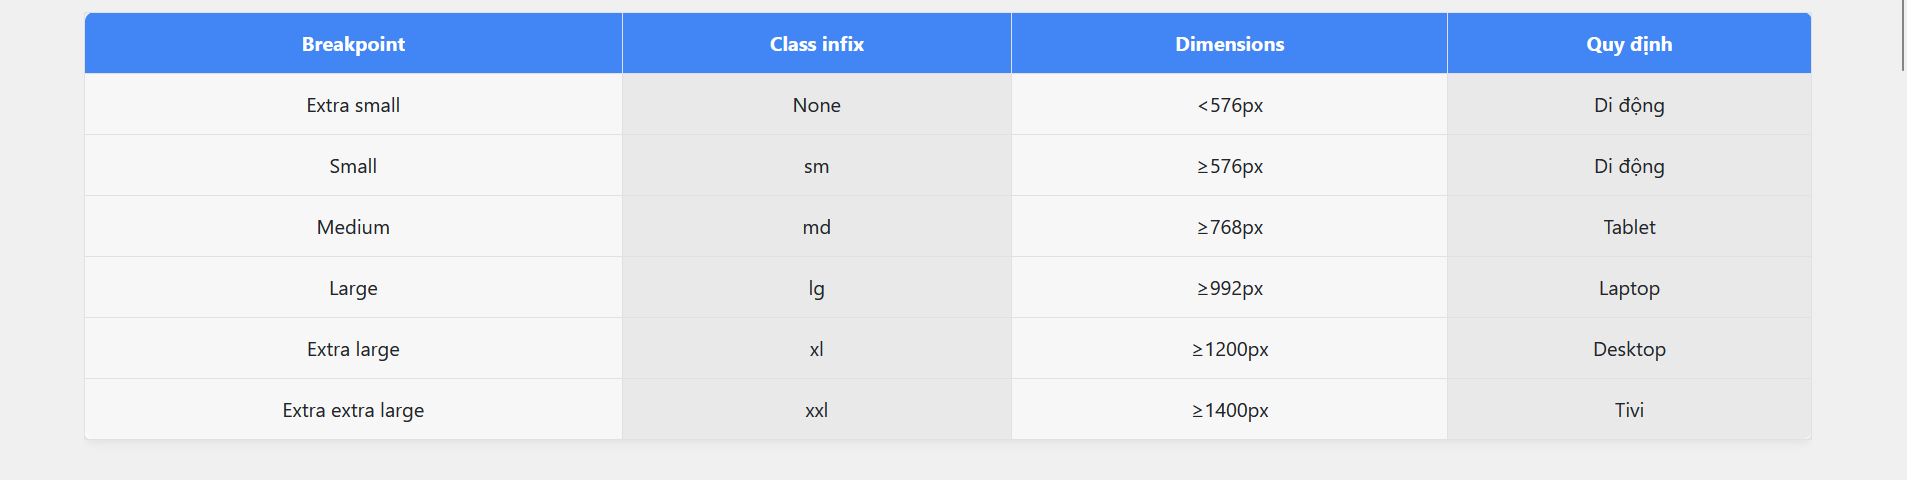 Breakpoint Class infix Dimensions Quy định
Extra small None <576px Di động
Small sm ≥576px Di động
Medium md ≥768px Tablet
Large lg ≥992px Laptop
Extra large xl ≥1200px Desktop
Extra extra large xxl ≥1400px Tivi